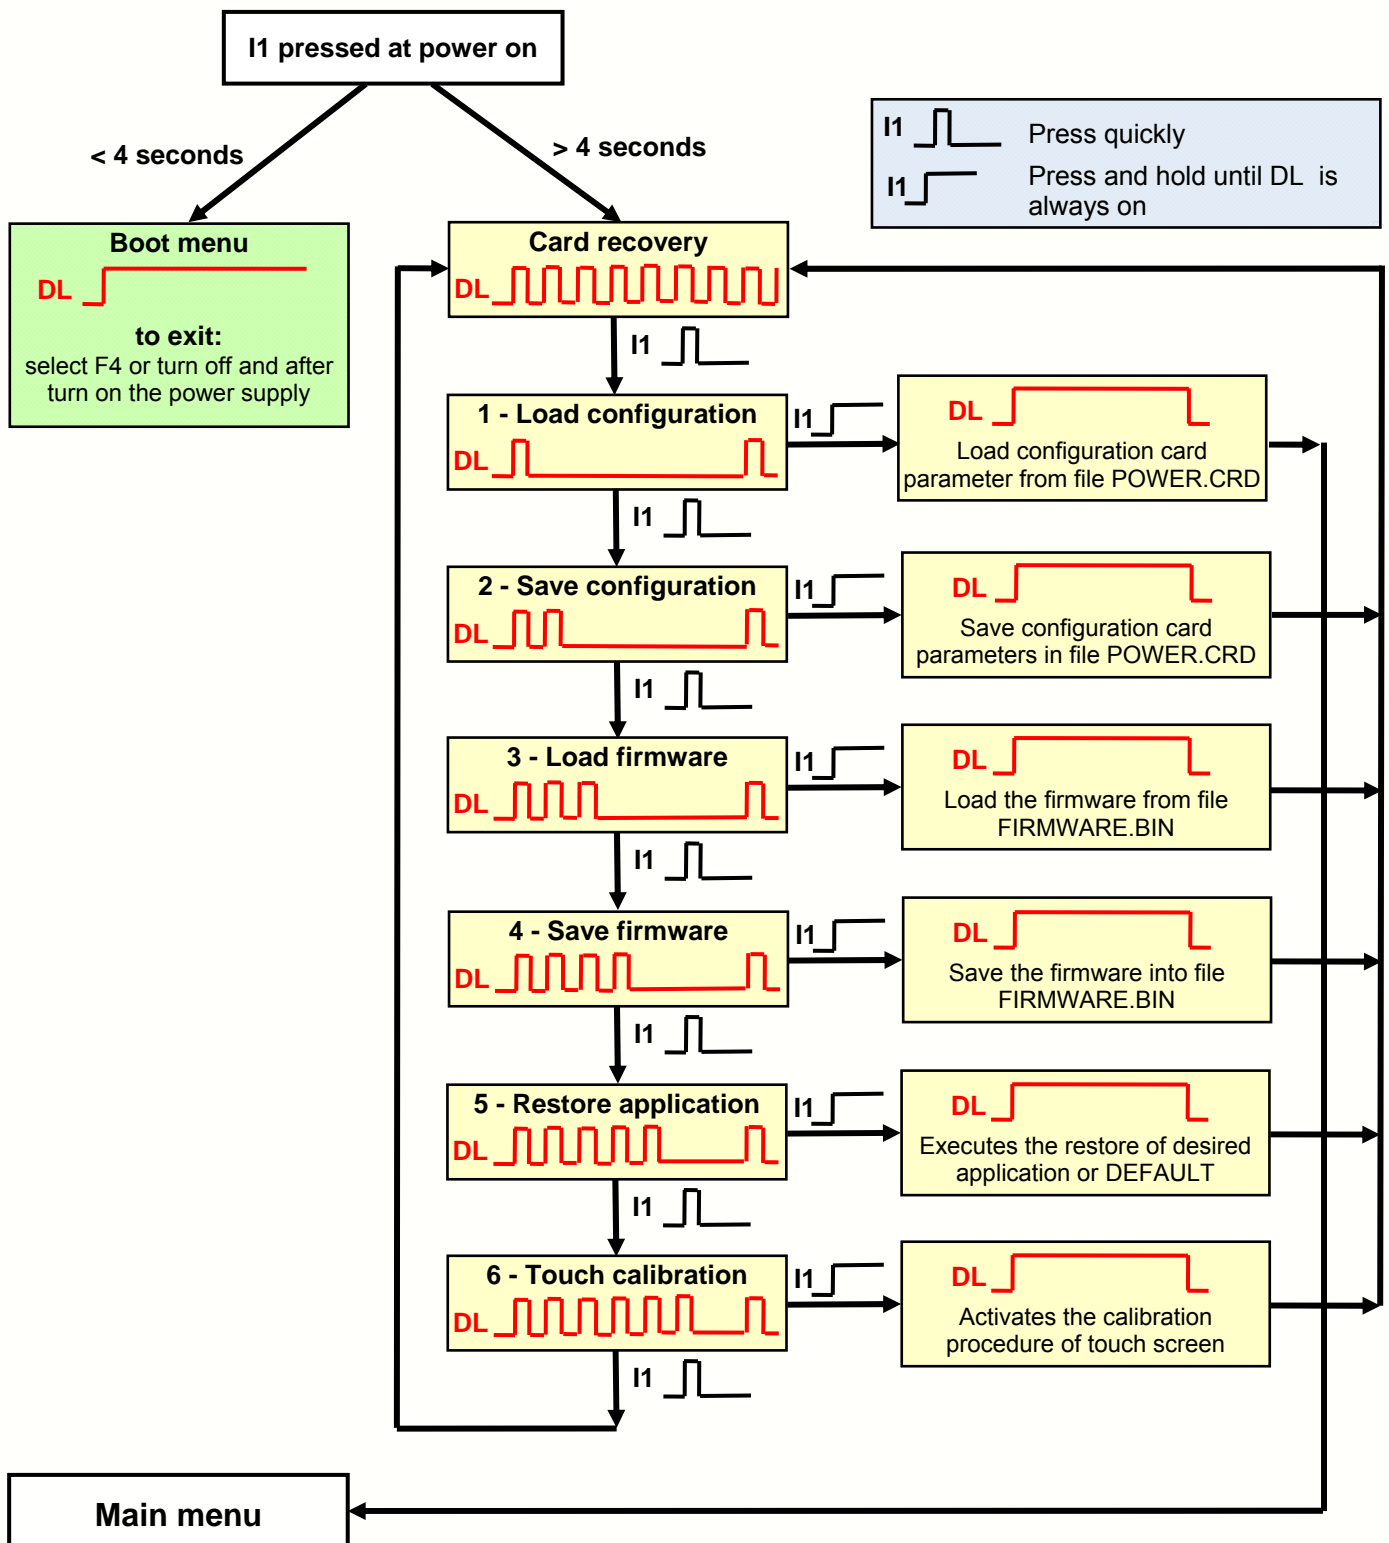 I1 pressed at power on
< 4 seconds
> 4 seconds
I1 Press quickly
I1 Press and hold until DL is
always on
Boot menu
DL
to exit:
select F4 or turn off and after
turn on the power supply
Card recovery
DL
I1
1 - Load configuration
DL
I1
DL
Load configuration card
parameter from file POWER.CRD
I1
2 - Save configuration
DL
I1
DL
Save configuration card
parameters in file POWER.CRD
I1
3 - Load firmware
DL
I1
DL
Load the firmware from file
FIRMWARE.BIN
I1
4 - Save firmware
DL
I1
DL
Save the firmware into file
FIRMWARE.BIN
I1
5 - Restore application
DL
I1
DL
Executes the restore of desired
application or DEFAULT
I1
6 - Touch calibration
DL
I1
DL
Activates the calibration
procedure of touch screen
I1
Main menu